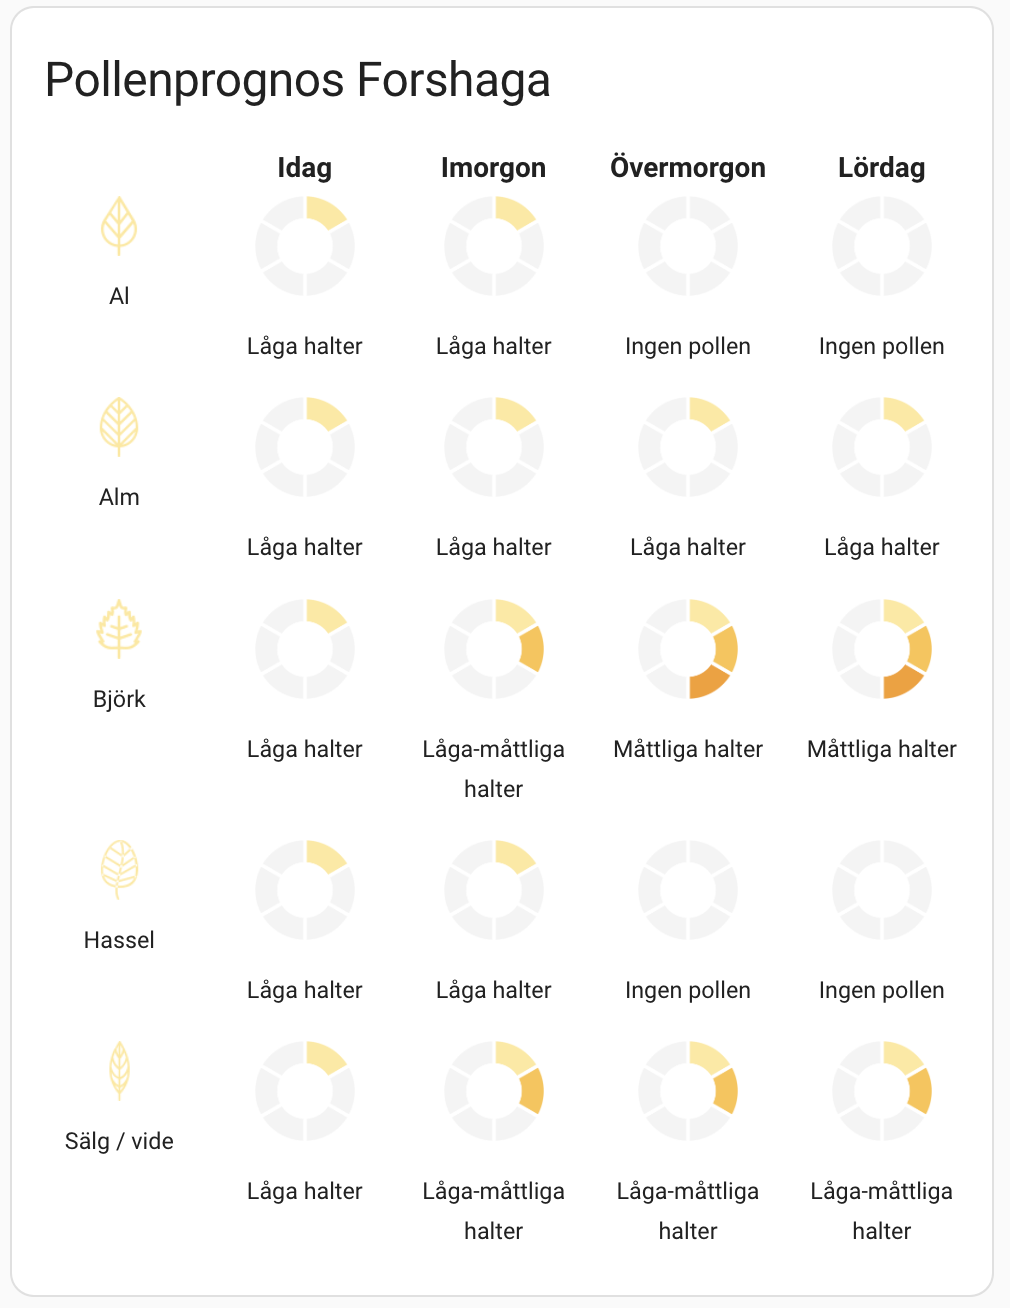 Pollenprognos Forshaga
Idag Imorgon Övermorgon Lördag
Al
Låga halter Låga halter Ingen pollen Ingen pollen
Alm
Låga halter Låga halter Låga halter Låga halter
Björk
Låga halter Låga-måttliga halter Måttliga halter Måttliga halter
Hassel
Låga halter Låga halter Ingen pollen Ingen pollen
Sälg / vide
Låga halter Låga-måttliga halter Låga-måttliga halter Låga-måttliga halter